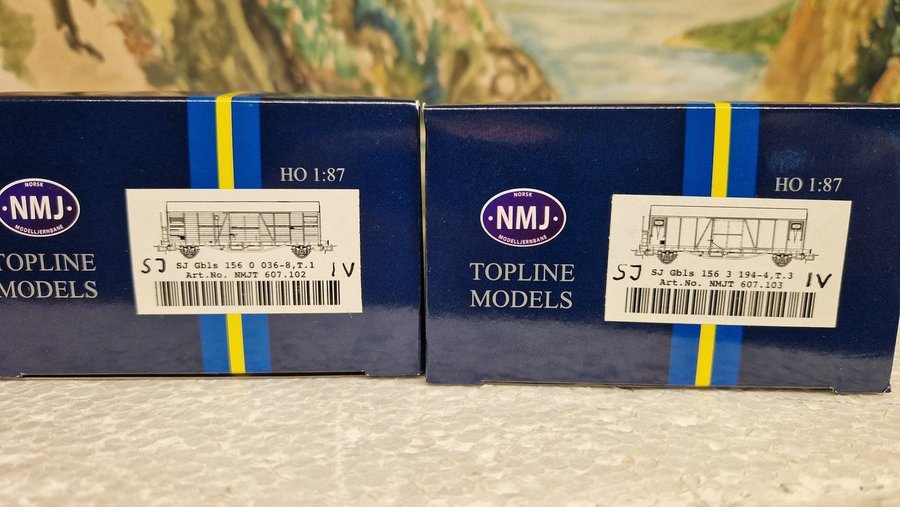 HO 1:87
NORSK
NMJ
MODELLJERNBANE
TOPLINE
MODELS
SJ SJ Gbls 156 0 036-8,T.1 IV
Art.No. NMJT 607.102
HO 1:87
NORSK
NMJ
MODELLJERNBANE
TOPLINE
MODELS
SJ SJ Gbls 156 3 194-4,T.3 IV
Art.No. NMJT 607.103